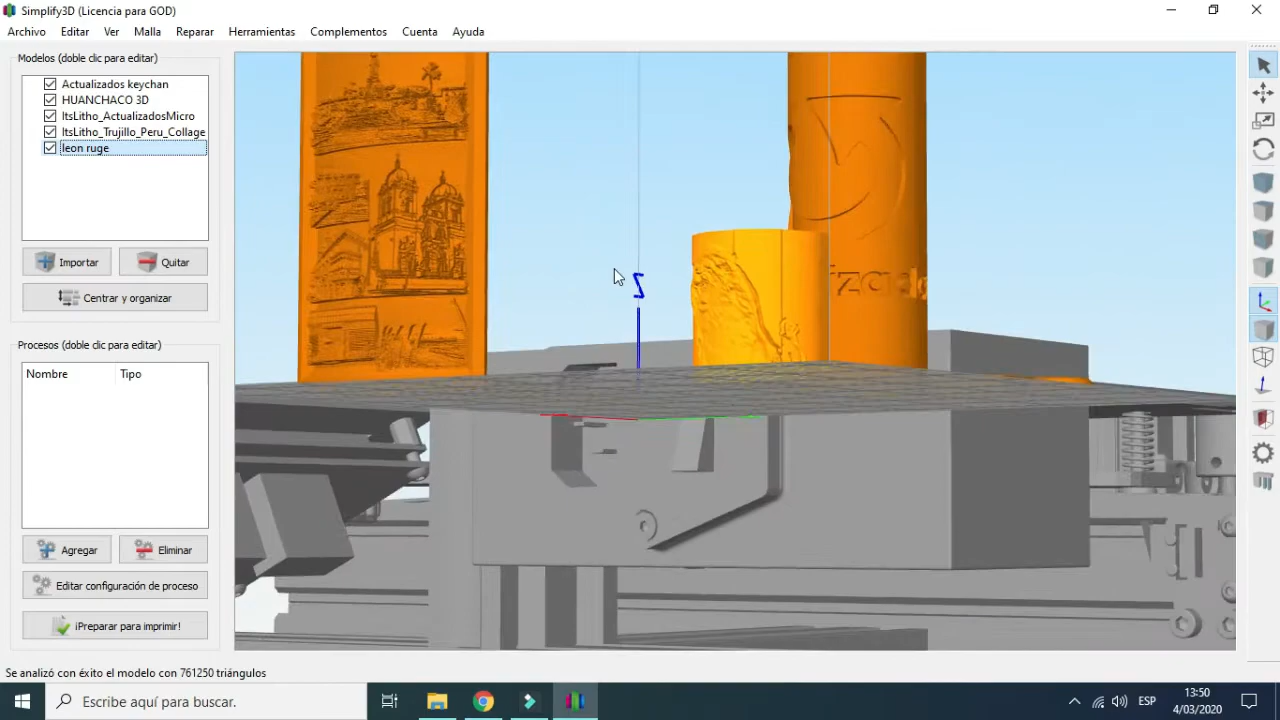 Simplify3D (Licencia para GOD)
Archivo Editar Ver Malla Reparar Herramientas Complementos Cuenta Ayuda
Modelos (doble clic para editar)
Actualizados keychan
HUANCHACO 3D
ItsLitho_ActualizadosMicro
ItsLitho_Trujillo_Peru_Collage
leon ruge
Importar Quitar
Centrar y organizar
Procesos (doble clic para editar)
Nombre Tipo
Agregar Eliminar
Editar configuración de proceso
¡Preparar para imprimir!
Z
izado
Se analizó con éxito el modelo con 761250 triángulos
Escribe aquí para buscar.
ESP
13:50
4/03/2020